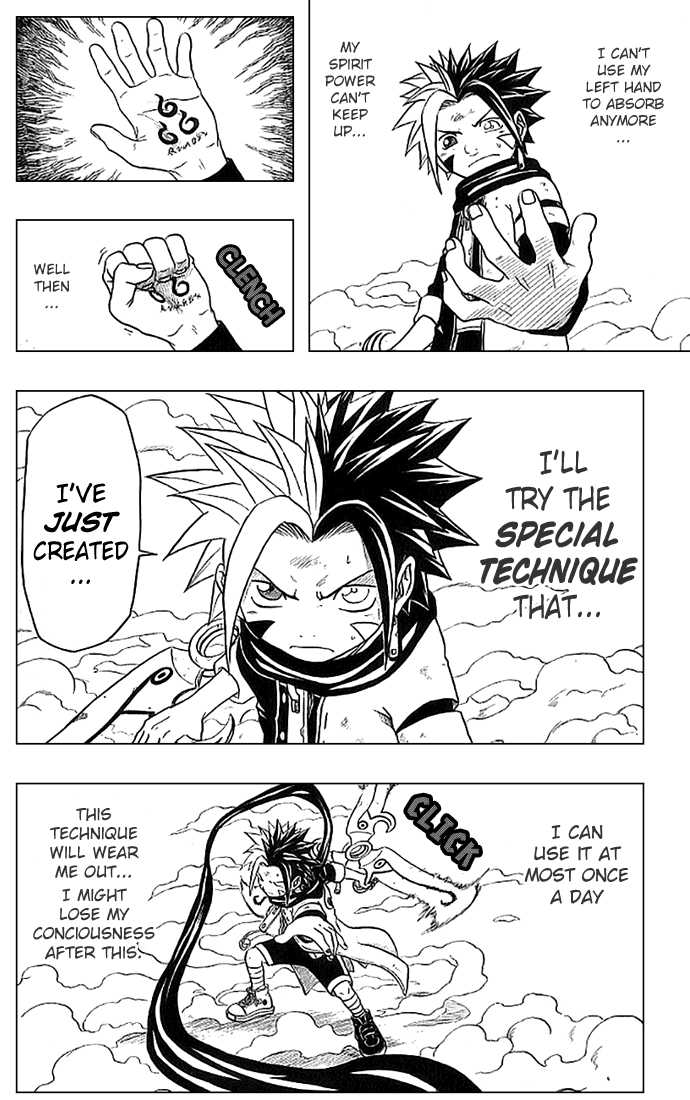 I CAN'T
USE MY
LEFT HAND
TO ABSORB
ANYMORE
...
MY
SPIRIT
POWER
CAN'T
KEEP
UP...
WELL
THEN
...
CLENCH
I'LL
TRY THE
SPECIAL
TECHNIQUE
THAT...
I'VE
JUST
CREATED
...
I CAN
USE IT AT
MOST ONCE
A DAY
CLICK
THIS
TECHNIQUE
WILL WEAR
ME OUT...
I MIGHT
LOSE MY
CONCIOUSNESS
AFTER THIS.